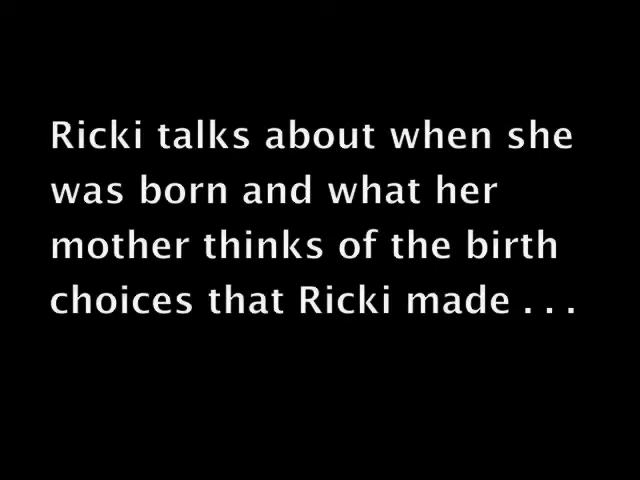 Ricki talks about when she
was born and what her
mother thinks of the birth
choices that Ricki made . . .